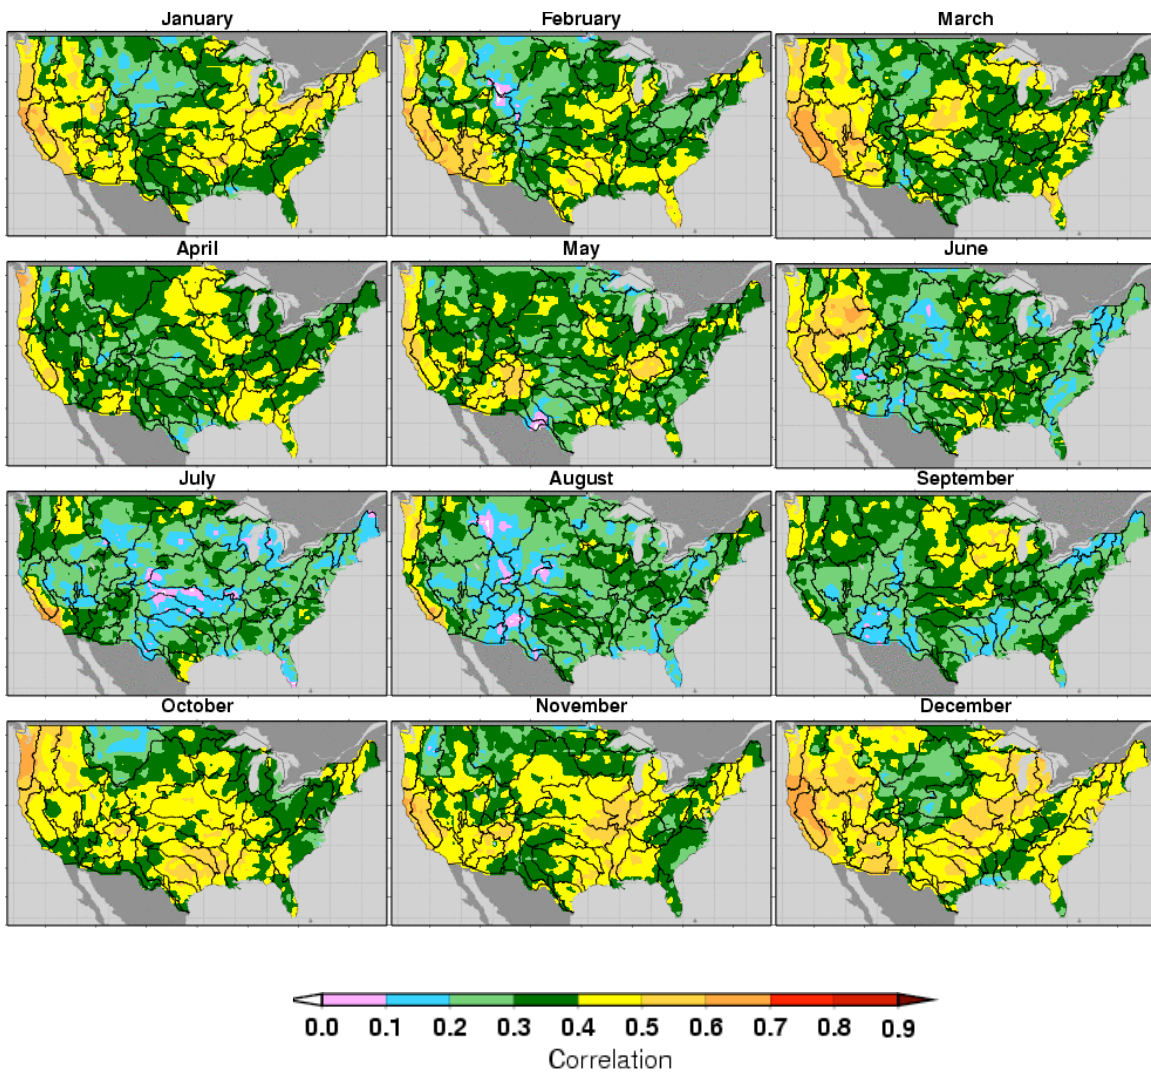 January February March
April May June
July August September
October November December
0.0 0.1 0.2 0.3 0.4 0.5 0.6 0.7 0.8 0.9
Correlation